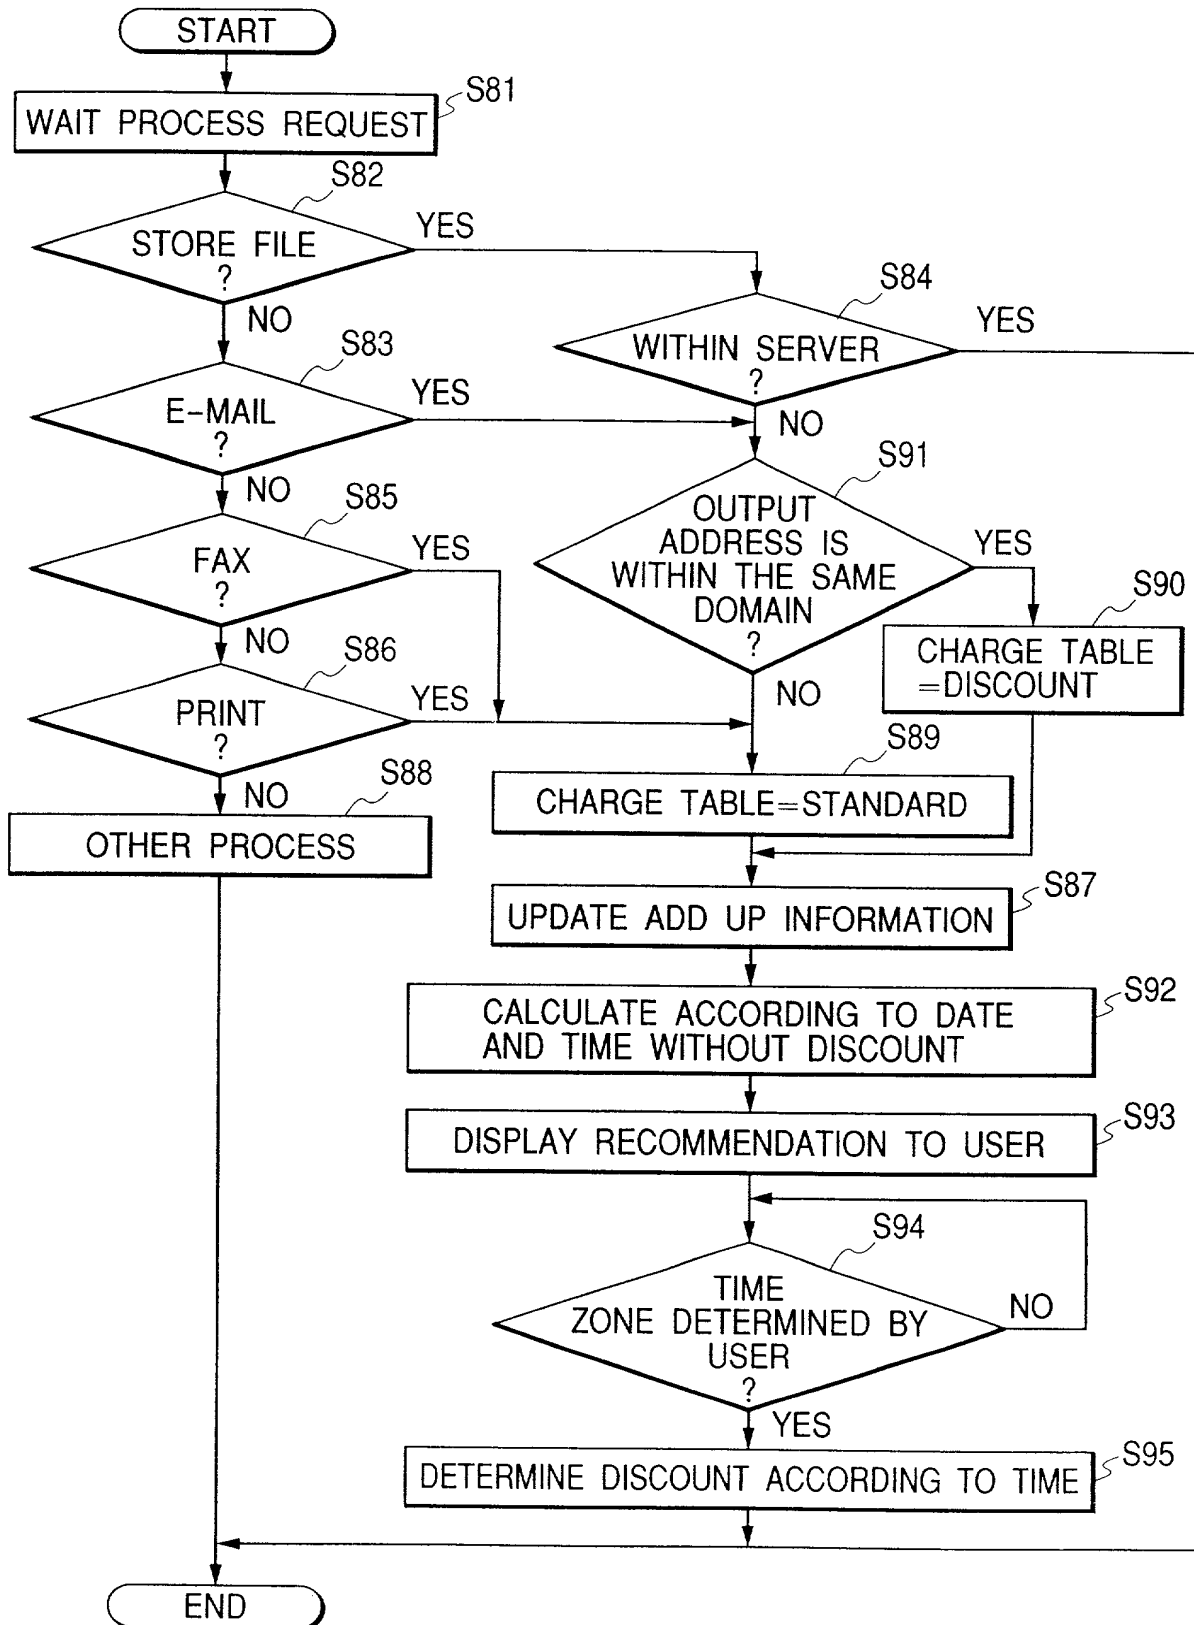 START
S81
WAIT PROCESS REQUEST
S82
STORE FILE
?
YES
NO
S84
WITHIN SERVER
?
YES
NO
S83
E-MAIL
?
YES
NO
S91
OUTPUT
ADDRESS IS
WITHIN THE SAME
DOMAIN
?
YES
NO
S85
FAX
?
YES
NO
S90
CHARGE TABLE
=DISCOUNT
S86
PRINT
?
YES
NO
S89
CHARGE TABLE=STANDARD
S88
OTHER PROCESS
S87
UPDATE ADD UP INFORMATION
S92
CALCULATE ACCORDING TO DATE
AND TIME WITHOUT DISCOUNT
S93
DISPLAY RECOMMENDATION TO USER
S94
TIME
ZONE DETERMINED BY
USER
?
NO
YES
S95
DETERMINE DISCOUNT ACCORDING TO TIME
END